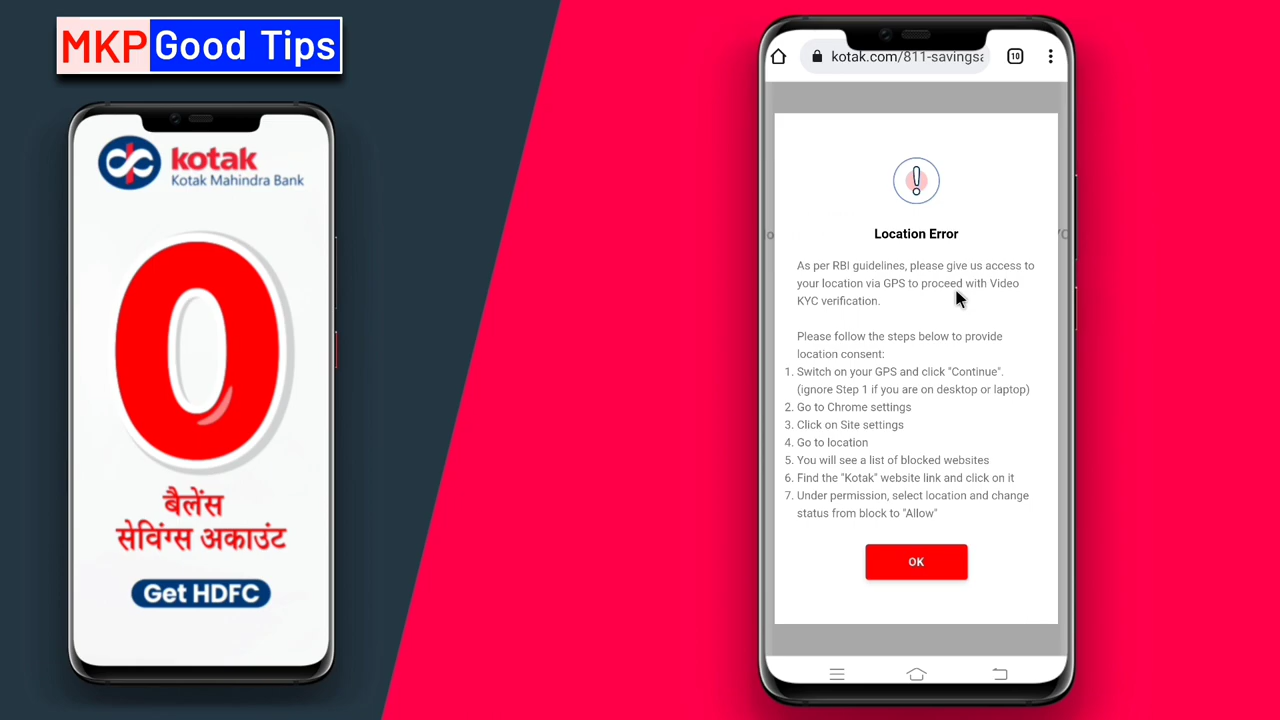 MKP Good Tips
kotak
Kotak Mahindra Bank
0
बैलेंस
सेविंग्स अकाउंट
Get HDFC
kotak.com/811-savingsa
10
Location Error
As per RBI guidelines, please give us access to
your location via GPS to proceed with Video
KYC verification.
Please follow the steps below to provide
location consent:
1. Switch on your GPS and click "Continue".
(ignore Step 1 if you are on desktop or laptop)
2. Go to Chrome settings
3. Click on Site settings
4. Go to location
5. You will see a list of blocked websites
6. Find the "Kotak" website link and click on it
7. Under permission, select location and change
status from block to "Allow"
OK